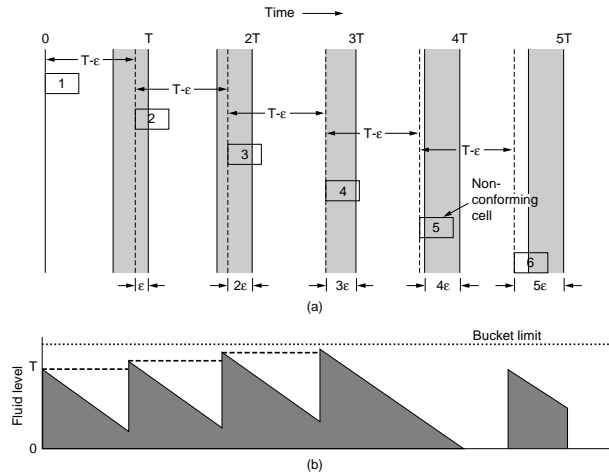 Time
0 T 2T 3T 4T 5T
T-ε
1
T-ε
2
T-ε
3
T-ε
4
T-ε
Non-
conforming
cell
5
6
ε 2ε 3ε 4ε 5ε
(a)
Bucket limit
T
Fluid level
0
(b)